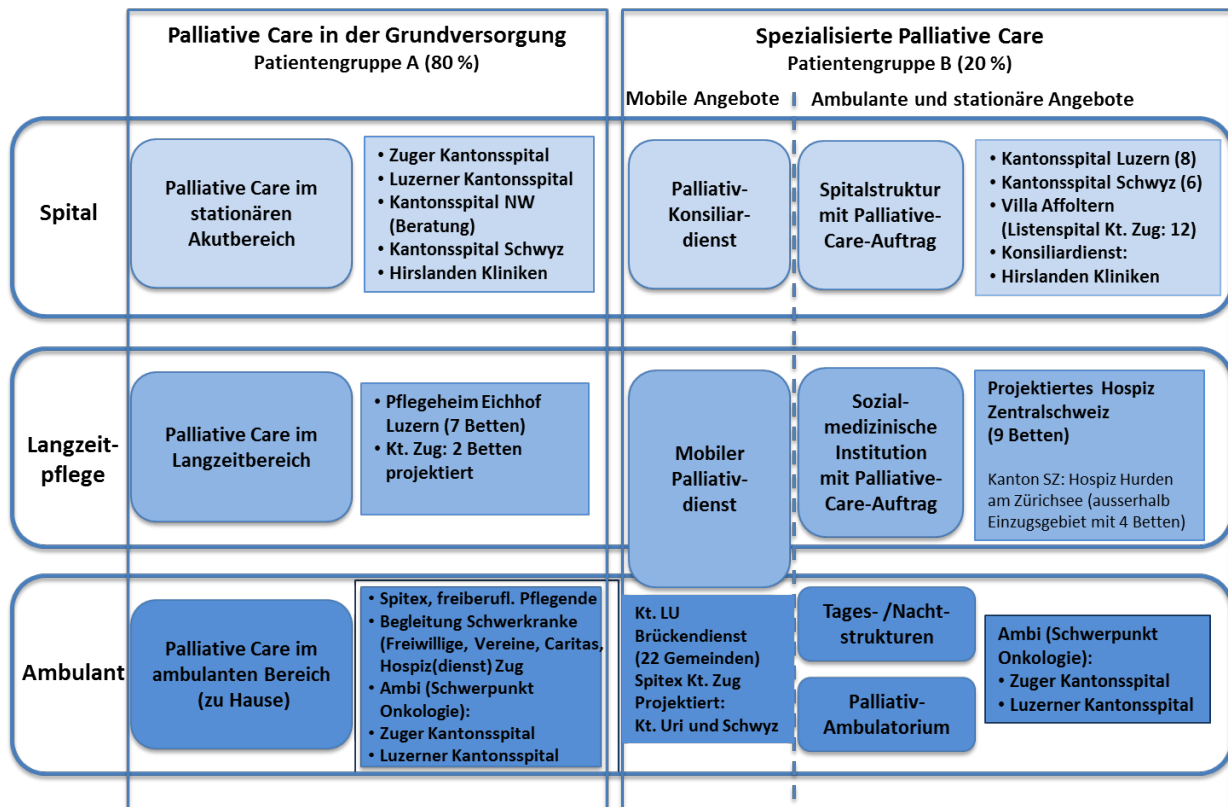 Palliative Care in der Grundversorgung
Patientengruppe A (80 %)
Spezialisierte Palliative Care
Patientengruppe B (20 %)
Mobile Angebote
Ambulante und stationäre Angebote
Spital
Palliative Care im
stationären
Akutbereich
• Zuger Kantonsspital
• Luzerner Kantonsspital
• Kantonsspital NW
(Beratung)
• Kantonsspital Schwyz
• Hirslanden Kliniken
Palliativ-
Konsiliar-
dienst
Spitalstruktur
mit Palliative-
Care-Auftrag
• Kantonsspital Luzern (8)
• Kantonsspital Schwyz (6)
• Villa Affoltern
(Listenspital Kt. Zug: 12)
• Konsiliardienst:
• Hirslanden Kliniken
Langzeit-
pflege
Palliative Care im
Langzeitbereich
• Pflegeheim Eichhof
Luzern (7 Betten)
• Kt. Zug: 2 Betten
projektiert
Mobiler
Palliativ-
dienst
Sozial-
medizinische
Institution
mit Palliative-
Care-Auftrag
Projektiertes Hospiz
Zentralschweiz
(9 Betten)
Kanton SZ: Hospiz Hurden
am Zürichsee (ausserhalb
Einzugsgebiet mit 4 Betten)
Ambulant
Palliative Care im
ambulanten Bereich
(zu Hause)
• Spitex, freiberufl. Pflegende
• Begleitung Schwerkranke
(Freiwillige, Vereine, Caritas,
Hospiz(dienst) Zug
• Ambi (Schwerpunkt
Onkologie):
• Zuger Kantonsspital
• Luzerner Kantonsspital
Kt. LU
Brückendienst
(22 Gemeinden)
Spitex Kt. Zug
Projektiert:
Kt. Uri und Schwyz
Tages- /Nacht-
strukturen
Palliativ-
Ambulatorium
Ambi (Schwerpunkt
Onkologie):
• Zuger Kantonsspital
• Luzerner Kantonsspital